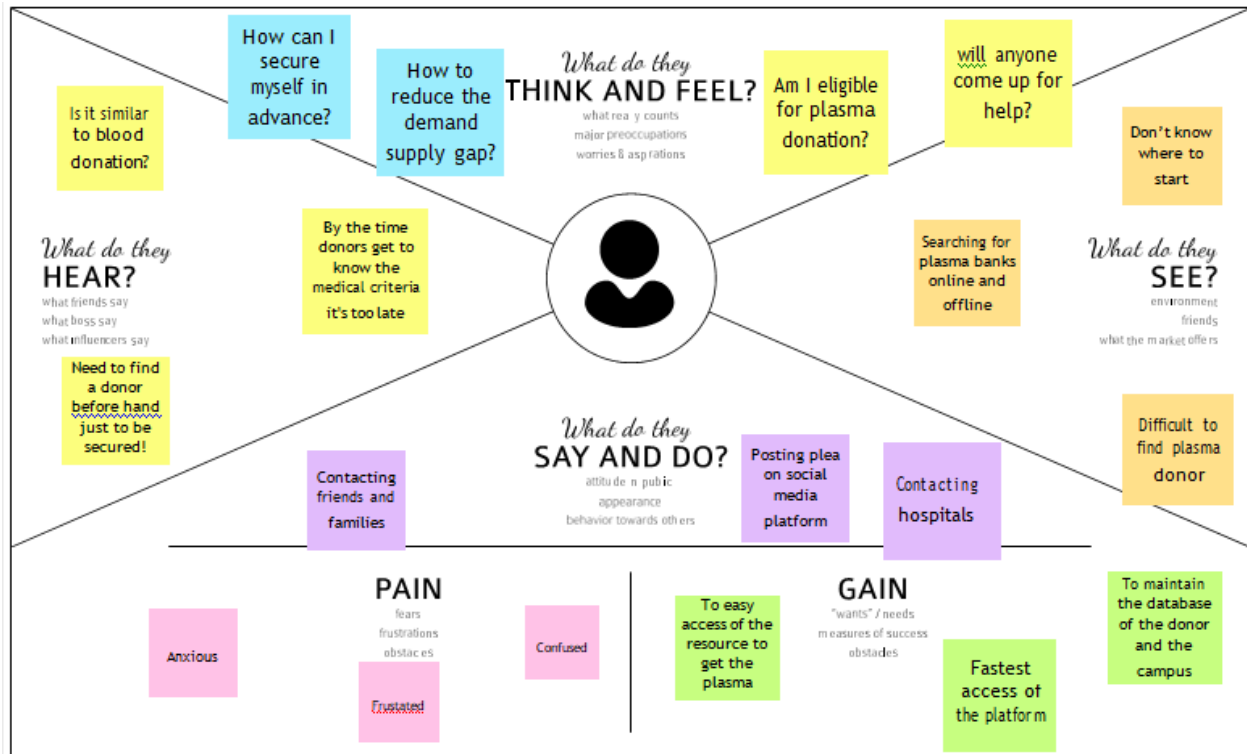 How can I
secure
myself in
advance?
How to
reduce the
demand
supply gap?
What do they
THINK AND FEEL?
what rea y counts
major preoccupations
worries & asp rations
Am I eligible
for plasma
donation?
will anyone
come up for
help?
Is it similar
to blood
donation?
What do they
HEAR?
what friends say
what boss say
what influencers say
By the time
donors get to
know the
medical criteria
it's too late
Need to find
a donor
before hand
just to be
secured!
Don't know
where to
start
Searching for
plasma banks
online and
offline
What do they
SEE?
environment
friends
what the market offers
Difficult to
find plasma
donor
What do they
SAY AND DO?
attitude n pub ic
appearance
behavior towards others
Contacting
friends and
families
Posting plea
on social
media
platform
Contacting
hospitals
PAIN
fears
frustrations
obstac es
Anxious
Frustated
Confused
GAIN
"wants" / needs
measures of success
obstacles
To easy
access of the
resource to
get the
plasma
Fastest
access of
the platform
To maintain
the database
of the donor
and the
campus